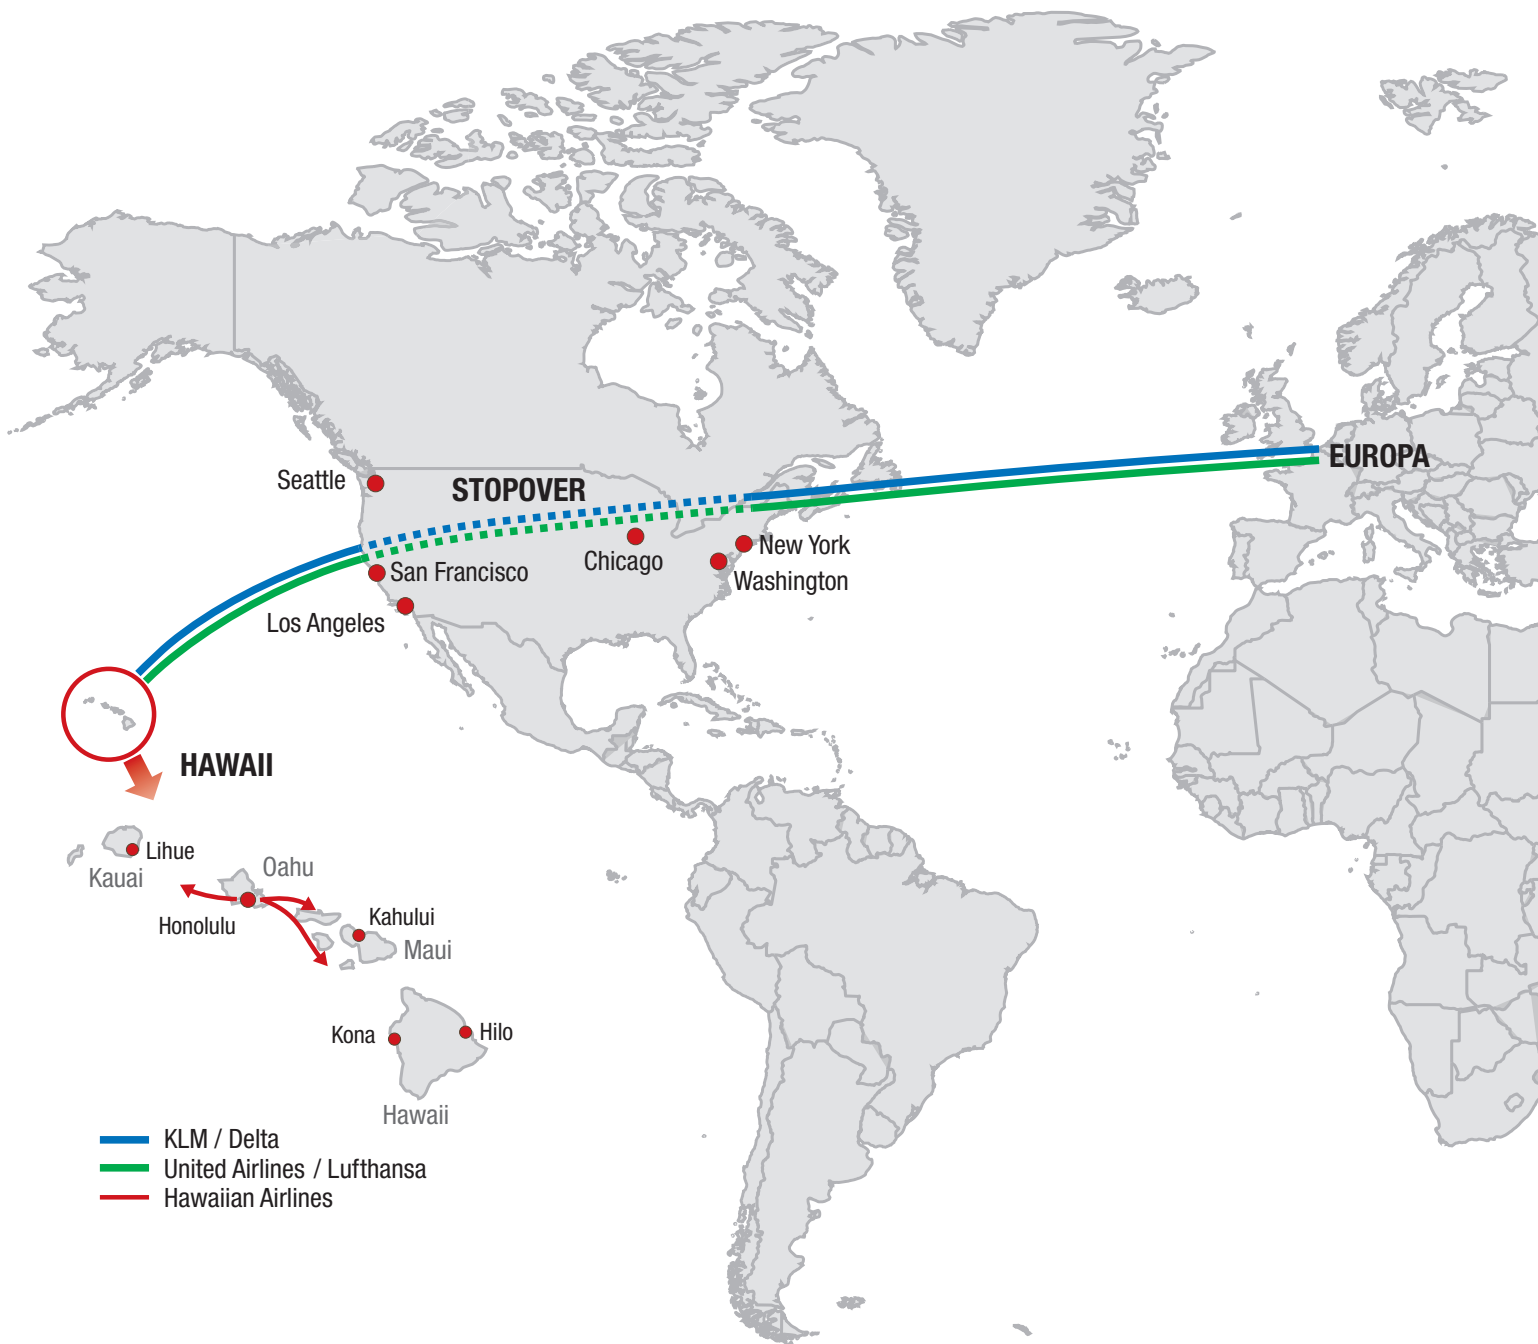 EUROPA
Seattle
STOPOVER
New York
Chicago
Washington
San Francisco
Los Angeles
HAWAII
Lihue
Oahu
Kauai
Honolulu
Kahului
Maui
Kona
Hilo
Hawaii
KLM / Delta
United Airlines / Lufthansa
Hawaiian Airlines